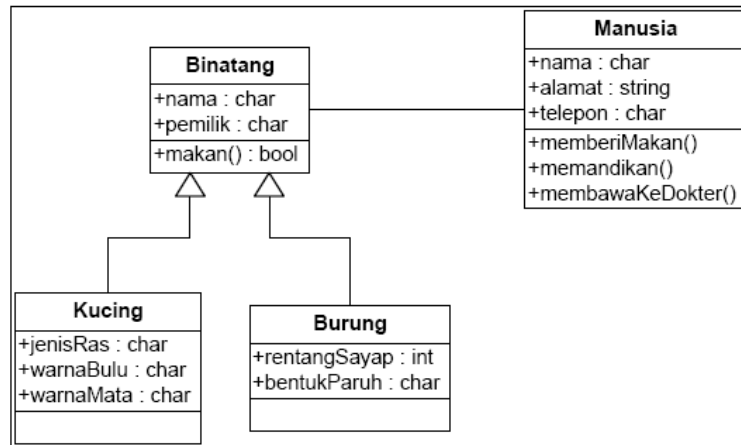 Binatang
+nama : char
+pemilik : char
+makan() : bool
Manusia
+nama : char
+alamat : string
+telepon : char
+memberiMakan()
+memandikan()
+membawaKeDokter()
Kucing
+jenisRas : char
+warnaBulu : char
+warnaMata : char
Burung
+rentangSayap : int
+bentukParuh : char